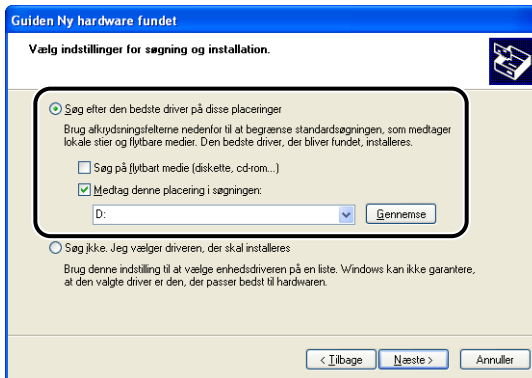 Guiden Ny hardware fundet
Vælg indstillinger for søgning og installation.
Søg efter den bedste driver på disse placeringer
Brug afkrydsningsfelterne nedenfor til at begrænse standardsøgningen, som medtager
lokale stier og flytbare medier. Den bedste driver, der bliver fundet, installeres.
Søg på flytbart medie (diskette, cd-rom...)
Medtag denne placering i søgningen:
D:
Gennemse
Søg ikke. Jeg vælger driveren, der skal installeres
Brug denne indstilling til at vælge enhedsdriveren på en liste. Windows kan ikke garantere,
at den valgte driver er den, der passer bedst til hardwaren.
< Tilbage
Næste >
Annuller